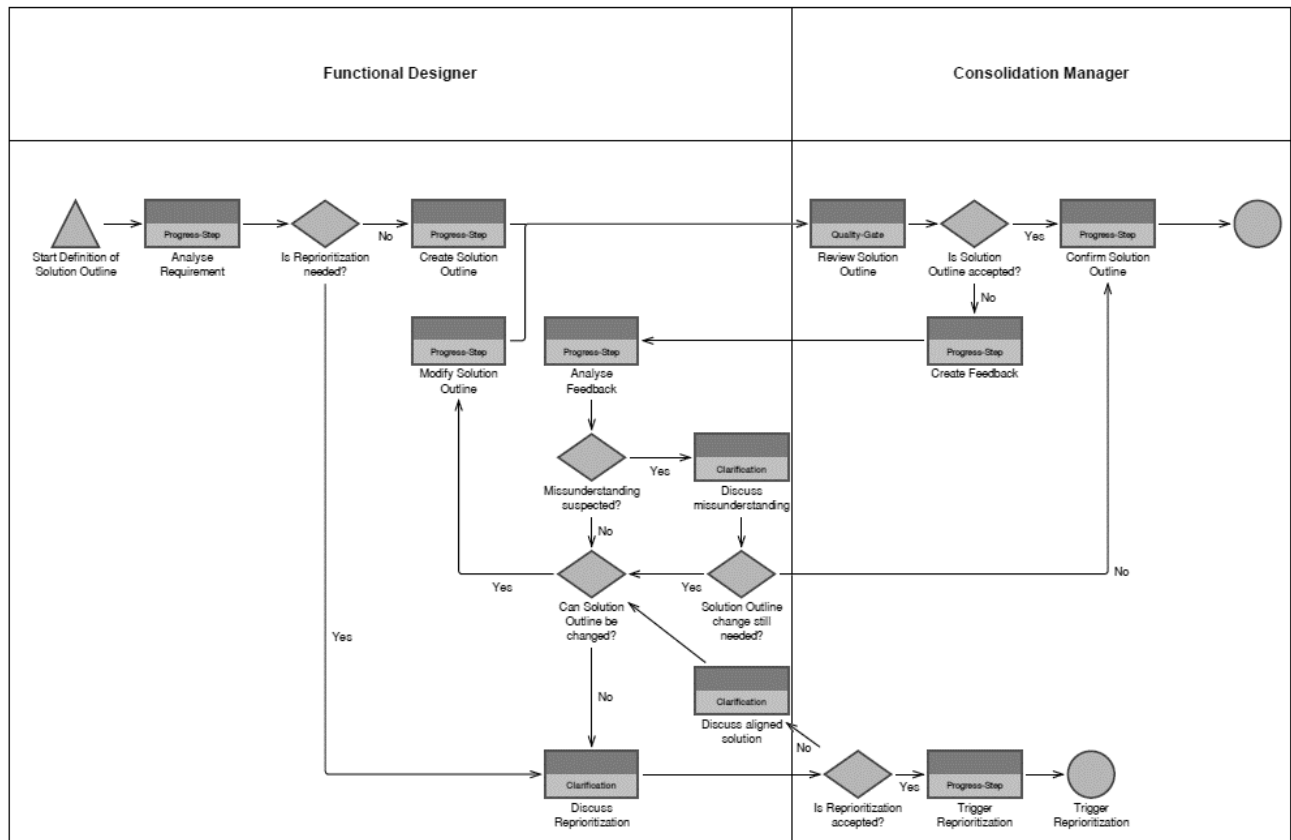 Functional Designer
Consolidation Manager
Start Definition of
Solution Outline
Progress-Step
Analyse
Requirement
Is Reprioritization
needed?
No
Progress-Step
Create Solution
Outline
Quality-Gate
Review Solution
Outline
Is Solution
Outline accepted?
Yes
Progress-Step
Confirm Solution
Outline
No
Progress-Step
Modify Solution
Outline
Progress-Step
Analyse
Feedback
Progress-Step
Create Feedback
Missunderstanding
suspected?
Yes
Clarification
Discuss
missunderstanding
No
Yes
Can Solution
Outline be
changed?
Yes
Solution Outline
change still
needed?
No
Yes
No
Clarification
Discuss aligned
solution
No
Clarification
Discuss
Reprioritization
Is Reprioritization
accepted?
Yes
Progress-Step
Trigger
Reprioritization
Trigger
Reprioritization